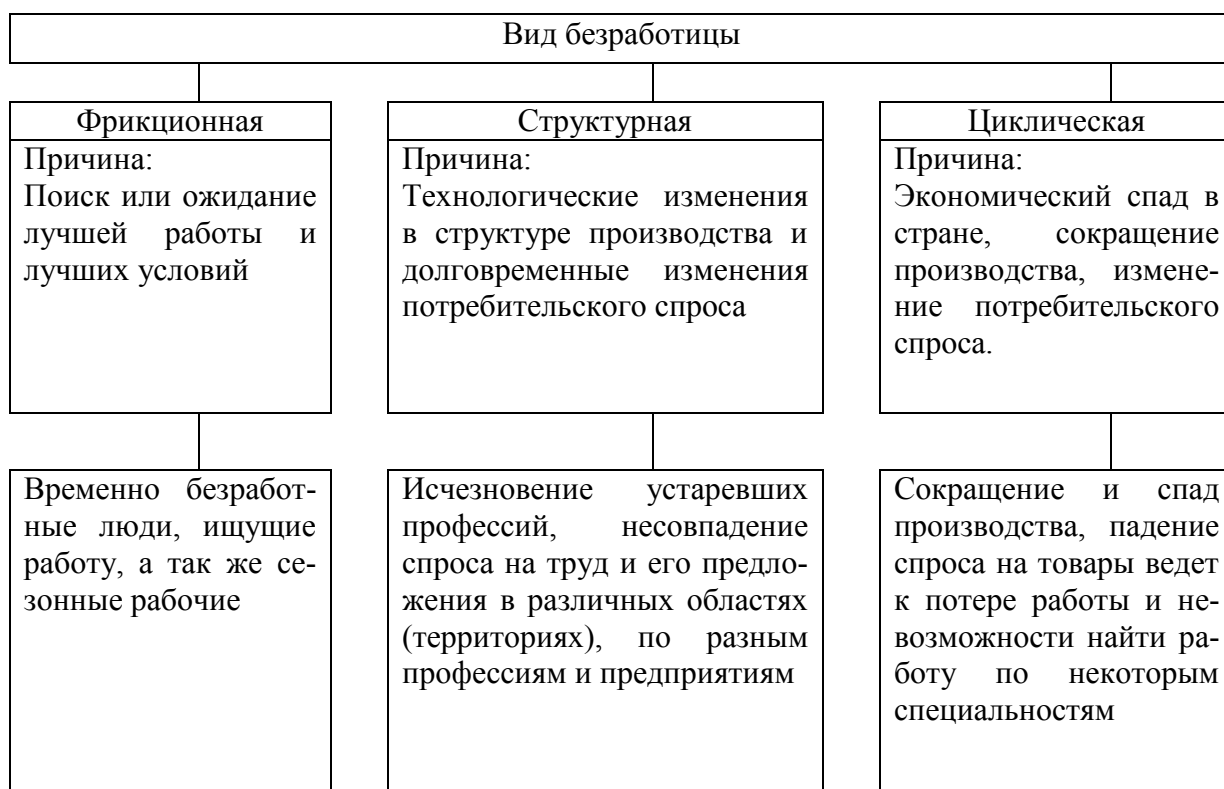 Вид безработицы
Фрикционная
Причина:
Поиск или ожидание
лучшей работы и
лучших условий
Структурная
Причина:
Технологические изменения
в структуре производства и
долговременные изменения
потребительского спроса
Циклическая
Причина:
Экономический спад в
стране, сокращение
производства, измене-
ние потребительского
спроса.
Временно безработ-
ные люди, ищущие
работу, а так же се-
зонные рабочие
Исчезновение устаревших
профессий, несовпадение
спроса на труд и его предло-
жения в различных областях
(территориях), по разным
профессиям и предприятиям
Сокращение и спад
производства, падение
спроса на товары ведет
к потере работы и не-
возможности найти ра-
боту по некоторым
специальностям